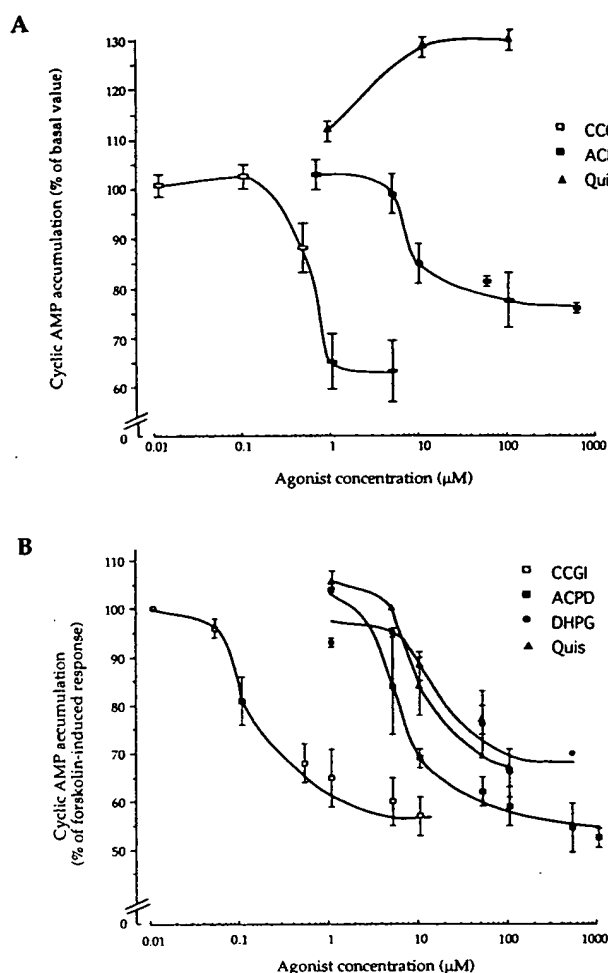 A
Cyclic AMP accumulation (% of basal value)
130
120
110
100
90
80
70
60
0
0.01 0.1 1 10 100 1000
Agonist concentration (μM)
CCG
ACP
Quis
B
Cyclic AMP accumulation
(% of forskolin-induced response)
110
100
90
80
70
60
50
0
0.01 0.1 1 10 100 1000
Agonist concentration (μM)
CCGI
ACPD
DHPG
Quis